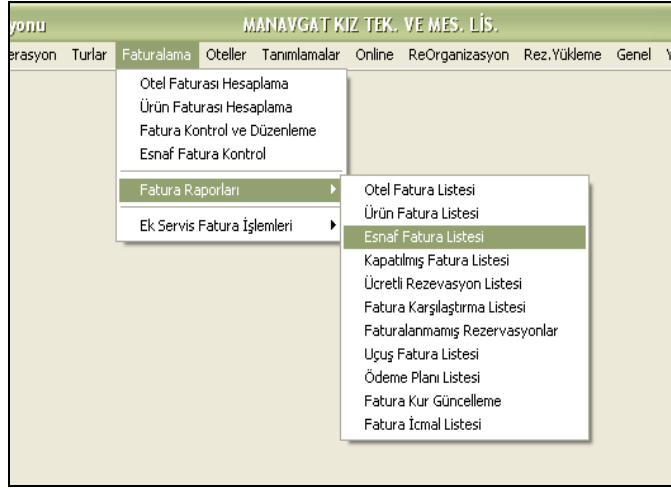 yonu MANAVGAT KIZ TEK. VE MES. LİS.
erasyon Turlar Faturalama Oteller Tanımlamalar Online ReOrganizasyon Rez.Yükleme Genel Y
Otel Faturası Hesaplama
Ürün Faturası Hesaplama
Fatura Kontrol ve Düzenleme
Esnaf Fatura Kontrol
Fatura Raporları
Ek Servis Fatura İşlemleri
Otel Fatura Listesi
Ürün Fatura Listesi
Esnaf Fatura Listesi
Kapatılmış Fatura Listesi
Ücretli Rezevasyon Listesi
Fatura Karşılaştırma Listesi
Faturalanmamış Rezervasyonlar
Uçuş Fatura Listesi
Ödeme Planı Listesi
Fatura Kur Güncelleme
Fatura İcmal Listesi